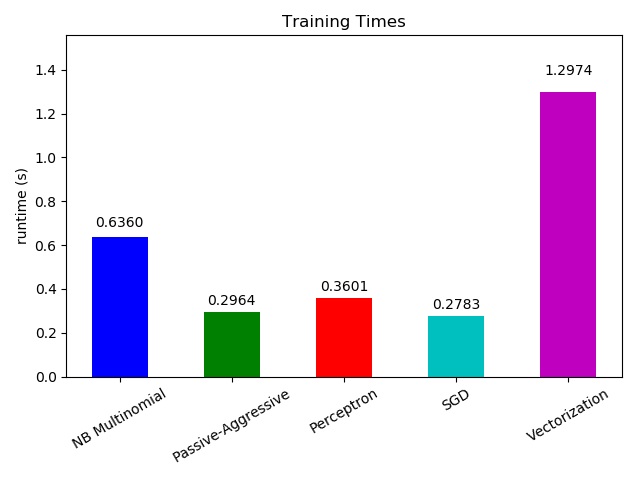 Training Times
runtime (s)
1.4
1.2
1.0
0.8
0.6
0.4
0.2
0.0
0.6360
0.2964
0.3601
0.2783
1.2974
NB Multinomial
Passive-Aggressive
Perceptron
SGD
Vectorization